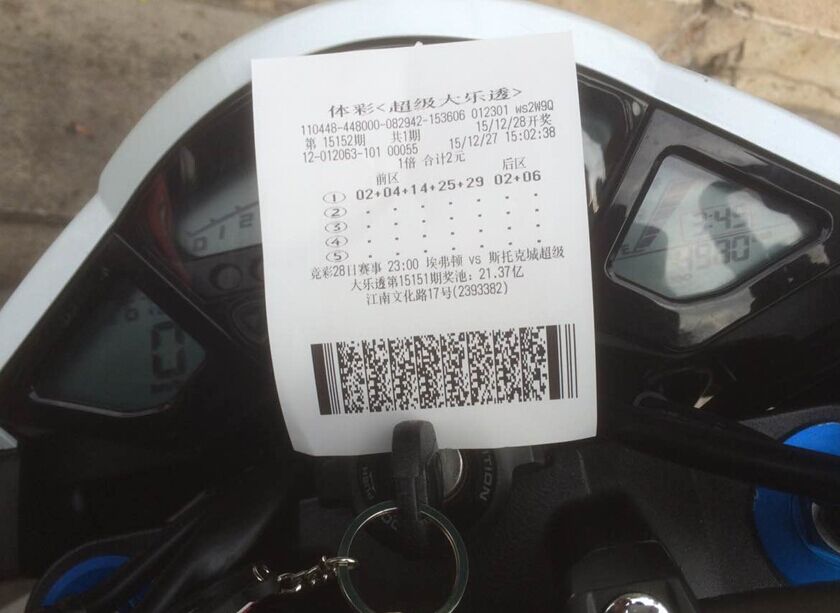 体彩<超级大乐透>
110448-448000-082942-153606 012301 ws2W9Q
第 15152期 共1期 15/12/28开奖
12-012063-101 00055 15/12/27 15:02:38
1倍 合计2元
前区 后区
① 02+04+14+25+29 02+06
②
③
④
⑤
竞彩28日赛事 23:00 埃弗顿 VS 斯托克城超级
大乐透第15151期奖池：21.37亿
江南文化路17号(2393382)
3:45
0 1 2